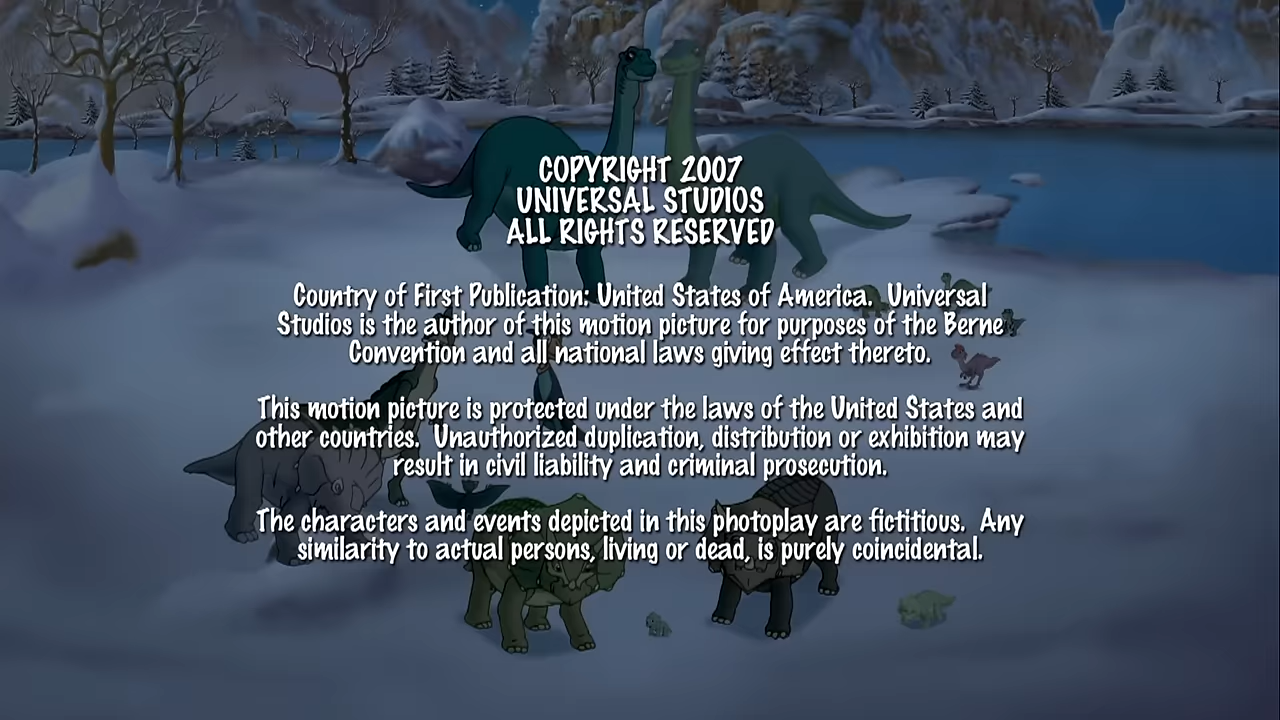 COPYRIGHT 2007
UNIVERSAL STUDIOS
ALL RIGHTS RESERVED
Country of First Publication: United States of America.  Universal
Studios is the author of this motion picture for purposes of the Berne
Convention and all national laws giving effect thereto.
This motion picture is protected under the laws of the United States and
other countries.  Unauthorized duplication, distribution or exhibition may
result in civil liability and criminal prosecution.
The characters and events depicted in this photoplay are fictitious.  Any
similarity to actual persons, living or dead, is purely coincidental.